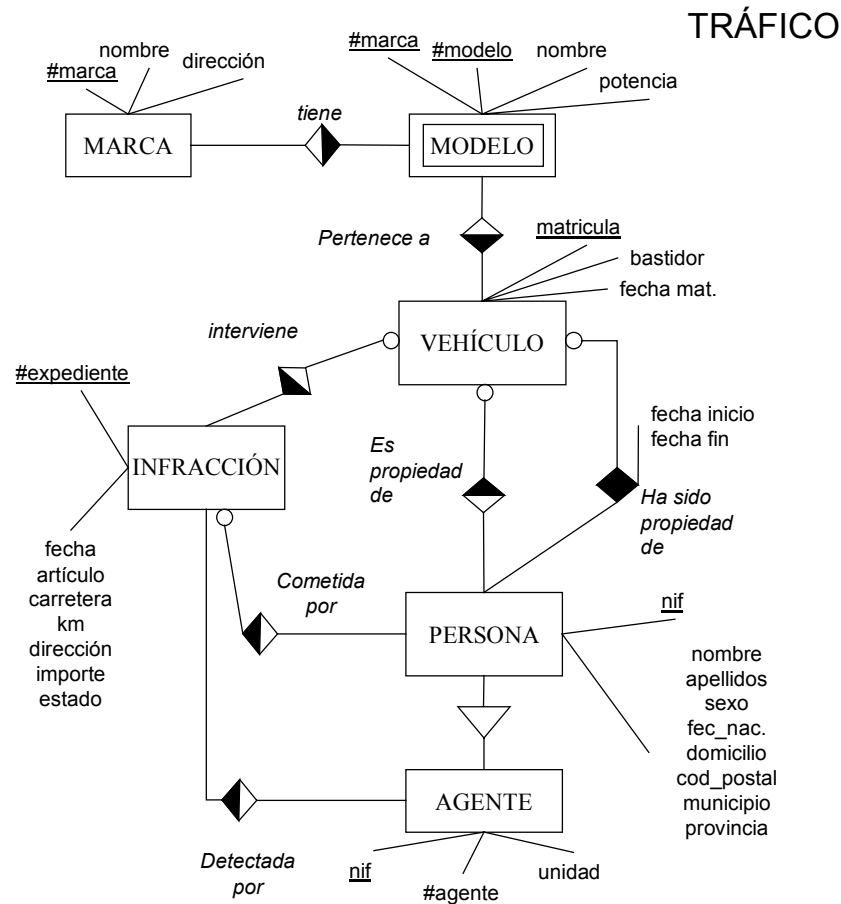 TRÁFICO
#marca
nombre
dirección
#marca
#modelo
nombre
potencia
tiene
MARCA
MODELO
Pertenece a
matricula
bastidor
fecha mat.
interviene
VEHÍCULO
#expediente
Es
propiedad
de
fecha inicio
fecha fin
INFRACCIÓN
Ha sido
propiedad
de
fecha
artículo
carretera
km
dirección
importe
estado
Cometida
por
PERSONA
nif
nombre
apellidos
sexo
fec_nac.
domicilio
cod_postal
municipio
provincia
AGENTE
Detectada
por
nif
#agente
unidad